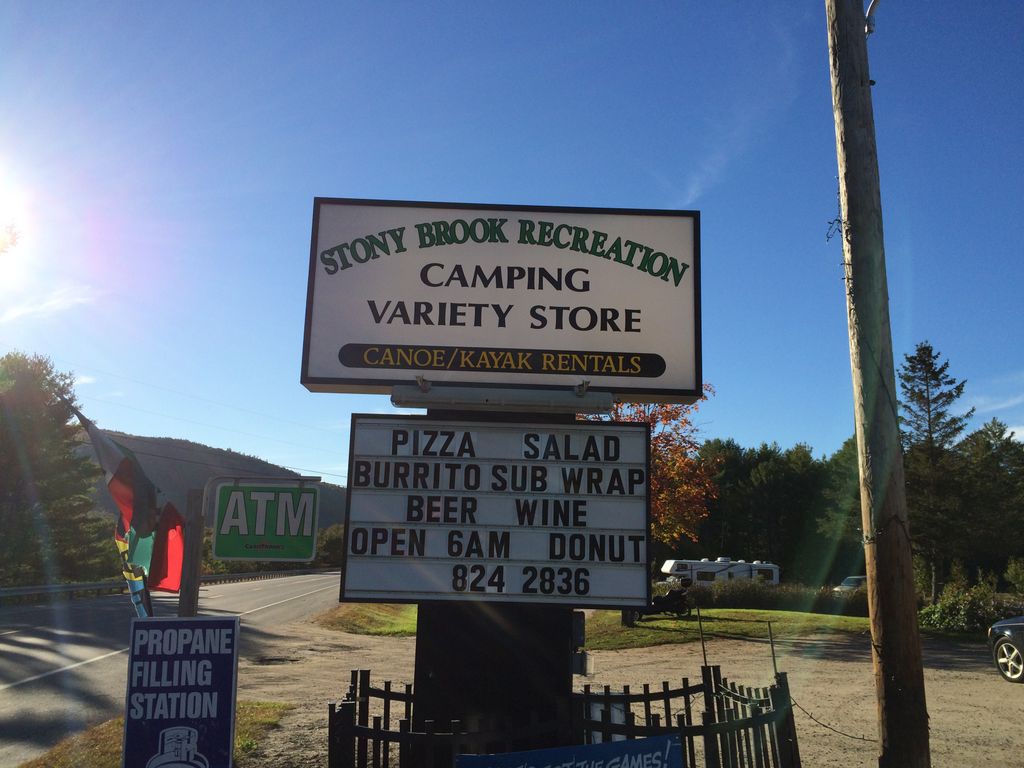 STONY BROOK RECREATION
CAMPING
VARIETY STORE
CANOE/KAYAK RENTALS
PIZZA SALAD
BURRITO SUB WRAP
BEER WINE
OPEN 6AM DONUT
824 2836
ATM
PROPANE
FILLING
STATION
THE GAMES!